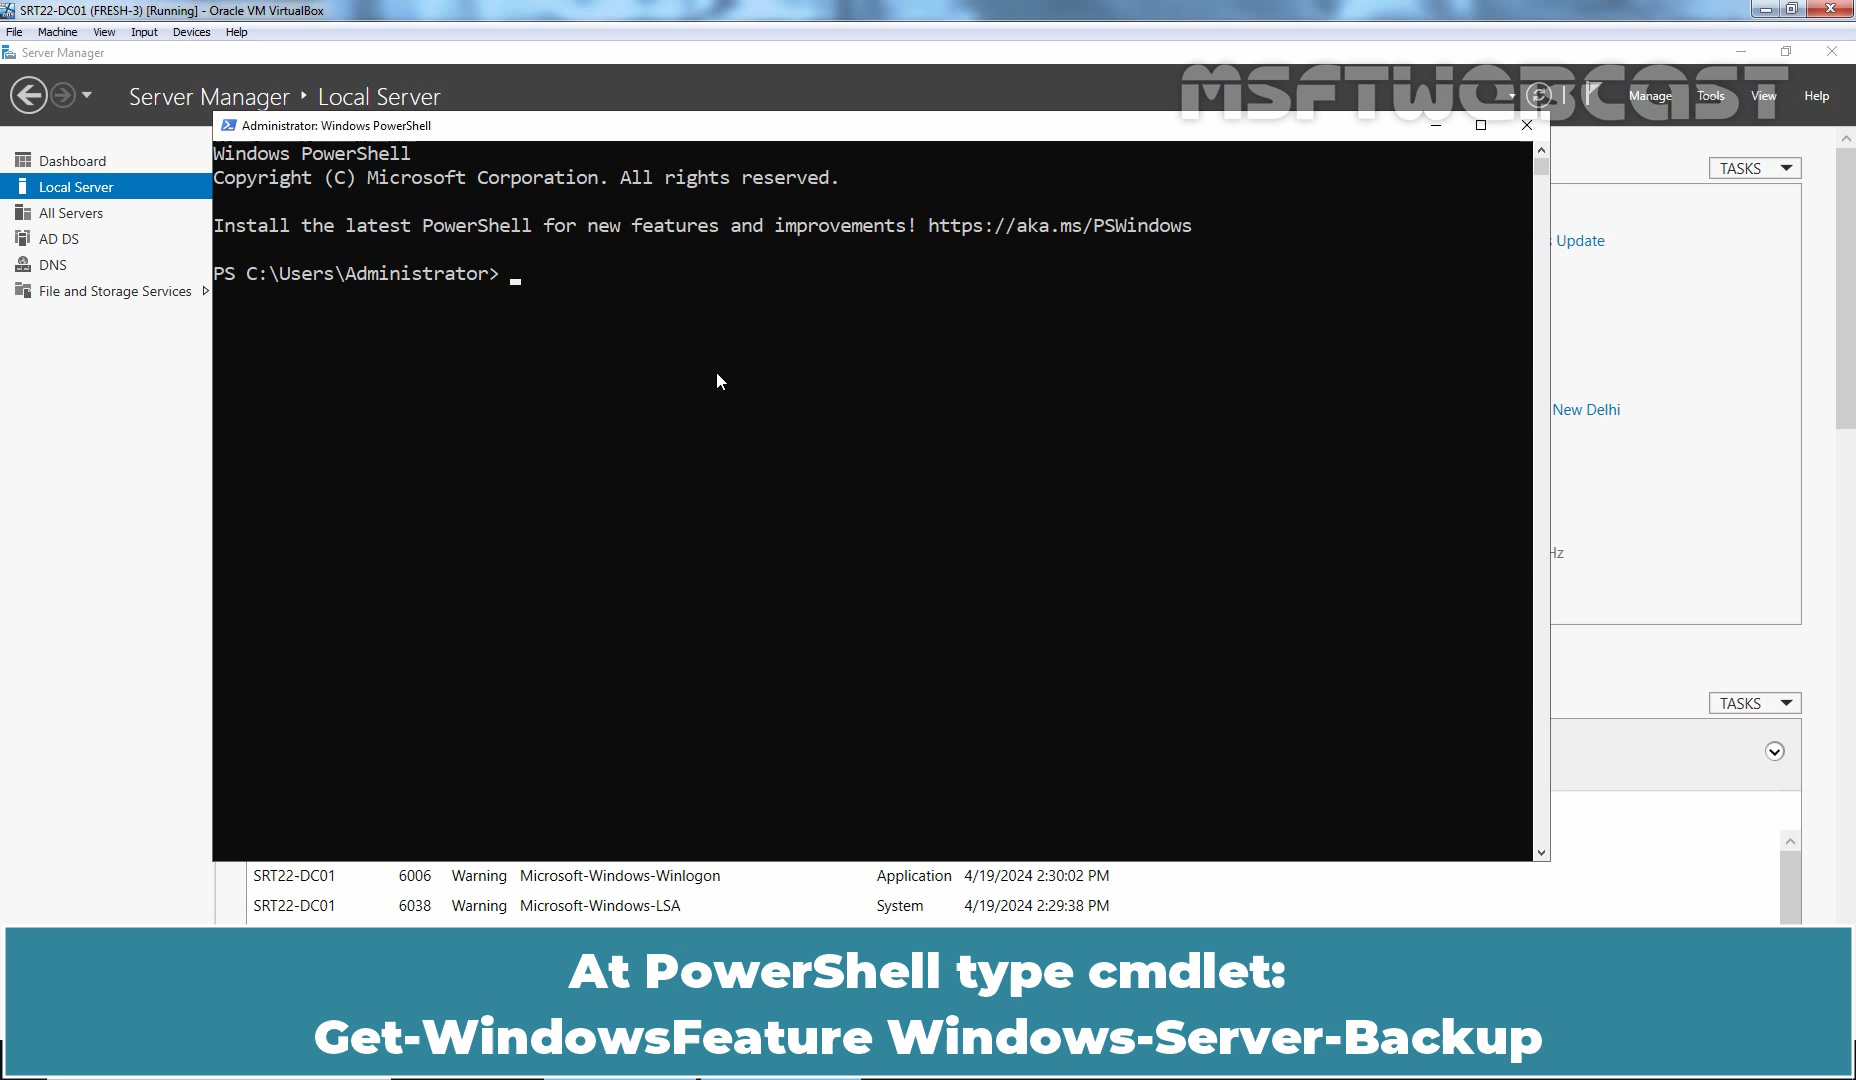 SRT22-DC01 (FRESH-3) [Running] - Oracle VM VirtualBox
File Machine View Input Devices Help
Server Manager
Server Manager Local Server
MSFTWEBCAST
Manage Tools View Help
Administrator: Windows PowerShell
Dashboard
Local Server
All Servers
AD DS
DNS
File and Storage Services
Windows PowerShell
Copyright (C) Microsoft Corporation. All rights reserved.
Install the latest PowerShell for new features and improvements! https://aka.ms/PSWindows
PS C:\Users\Administrator>
TASKS
Update
New Delhi
Hz
TASKS
SRT22-DC01 6006 Warning Microsoft-Windows-Winlogon Application 4/19/2024 2:30:02 PM
SRT22-DC01 6038 Warning Microsoft-Windows-LSA System 4/19/2024 2:29:38 PM
At PowerShell type cmdlet:
Get-WindowsFeature Windows-Server-Backup